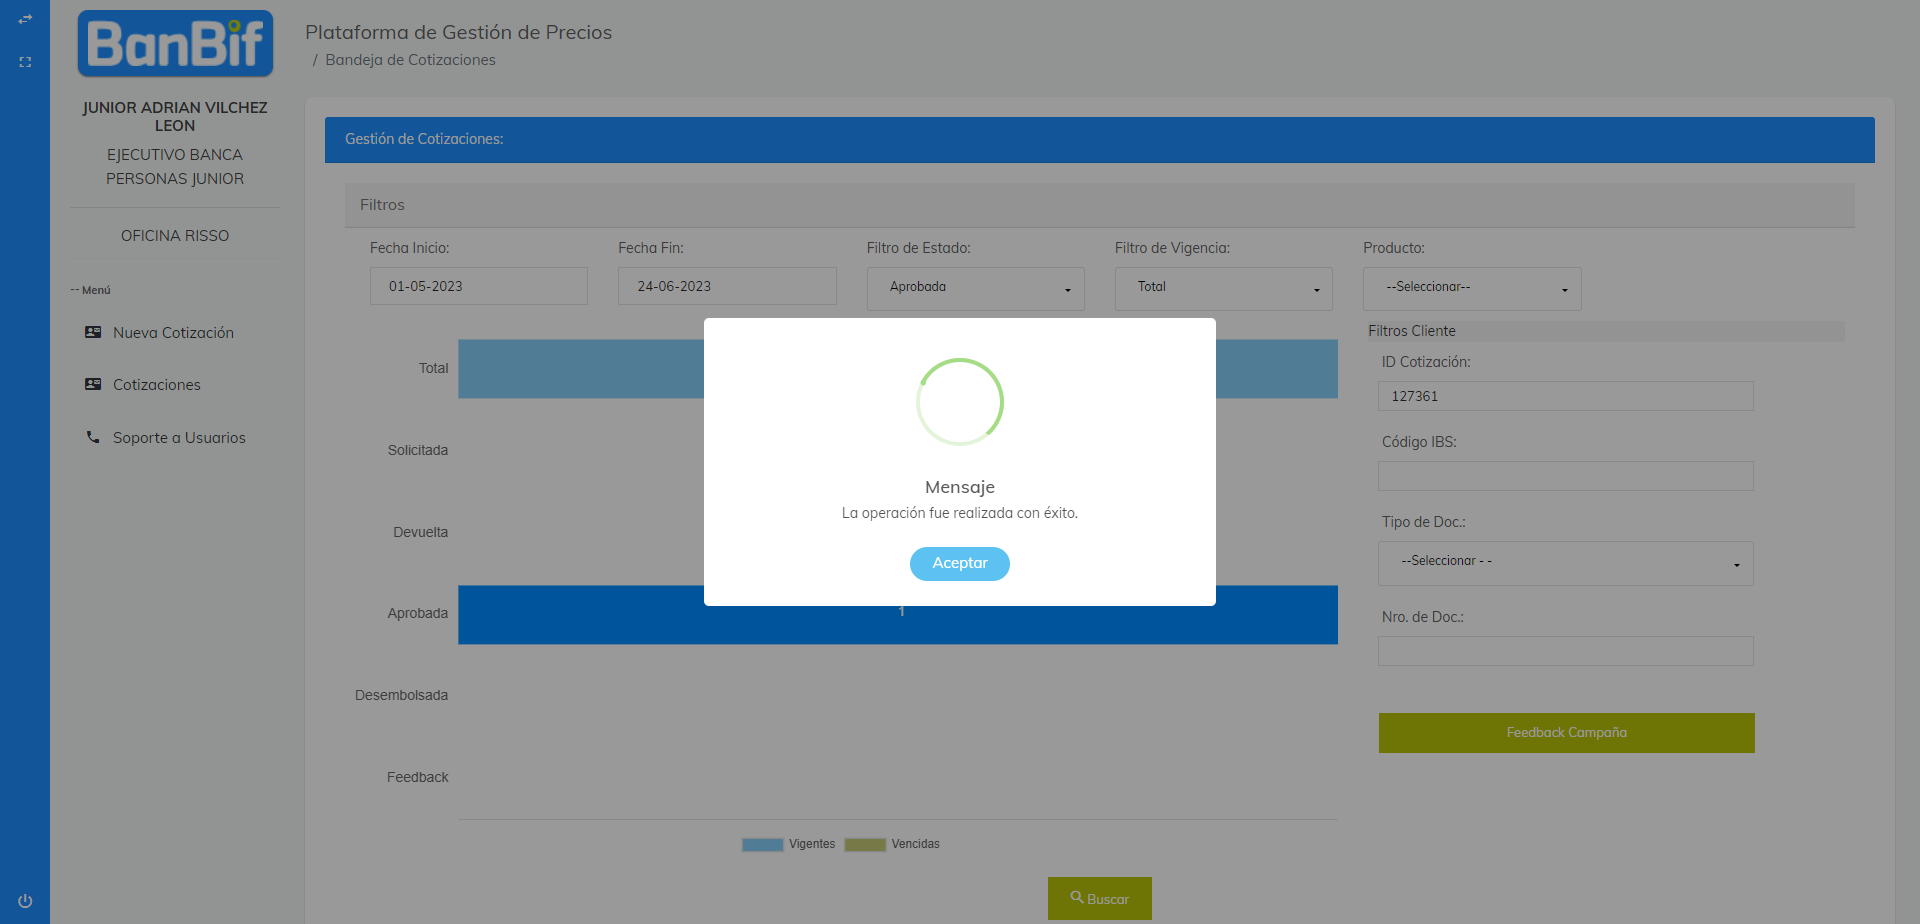 BanBif
JUNIOR ADRIAN VILCHEZ
LEON
EJECUTIVO BANCA
PERSONAS JUNIOR
OFICINA RISSO
-- Menú
Nueva Cotización
Cotizaciones
Soporte a Usuarios
Plataforma de Gestión de Precios
/ Bandeja de Cotizaciones
Gestión de Cotizaciones:
Filtros
Fecha Inicio:
01-05-2023
Fecha Fin:
24-06-2023
Filtro de Estado:
Aprobada
Filtro de Vigencia:
Total
Producto:
--Seleccionar--
Total
Solicitada
Devuelta
Aprobada
1
Desembolsada
Feedback
Vigentes
Vencidas
Mensaje
La operación fue realizada con éxito.
Aceptar
Filtros Cliente
ID Cotización:
127361
Código IBS:
Tipo de Doc.:
--Seleccionar - -
Nro. de Doc.:
Feedback Campaña
Buscar